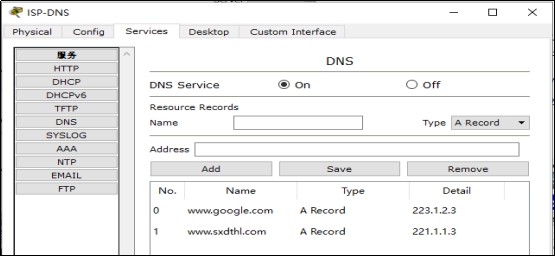 ISP-DNS
Physical Config Services Desktop Custom Interface
服务
HTTP
DHCP
DHCPv6
TFTP
DNS
SYSLOG
AAA
NTP
EMAIL
FTP
DNS
DNS Service On Off
Resource Records
Name Type A Record
Address
Add Save Remove
No. Name Type Detail
0 www.google.com A Record 223.1.2.3
1 www.sxdthl.com A Record 221.1.1.3